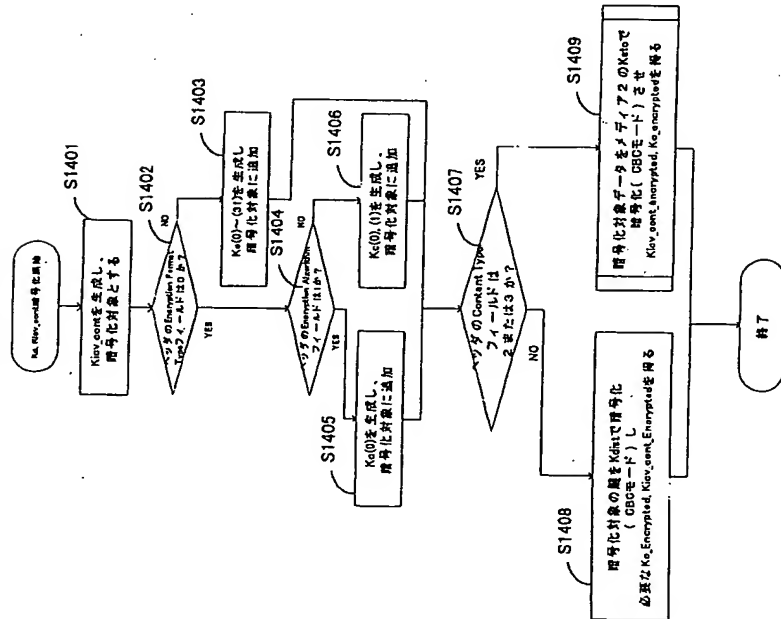 Kiov_cont暗号化開始
S1401
Kicv_contを生成し、
暗号化対象とする
S1402
ヘッダのEncryption Format
Typeフィールドは0か?
NO
YES
S1403
Kc(0)~(31)を生成し
暗号化対象に追加
S1404
ヘッダのEncryption Algorithm
フィールドは1か?
NO
YES
S1405
Kc(0)を生成し、
暗号化対象に追加
S1406
Kc(0),(1)を生成し、
暗号化対象に追加
S1407
ヘッダのContent Type
フィールドは
2または3か?
YES
NO
S1408
暗号化対象の鍵をKdistで暗号化
(CBCモード)し
必要なKc_Encrypted, Kicv_cont_Encryptedを得る
S1409
暗号化対象データをメディア2のKstoで
暗号化(CBCモード)させ
Kicv_cont_encrypted, Kc_encryptedを得る
終了